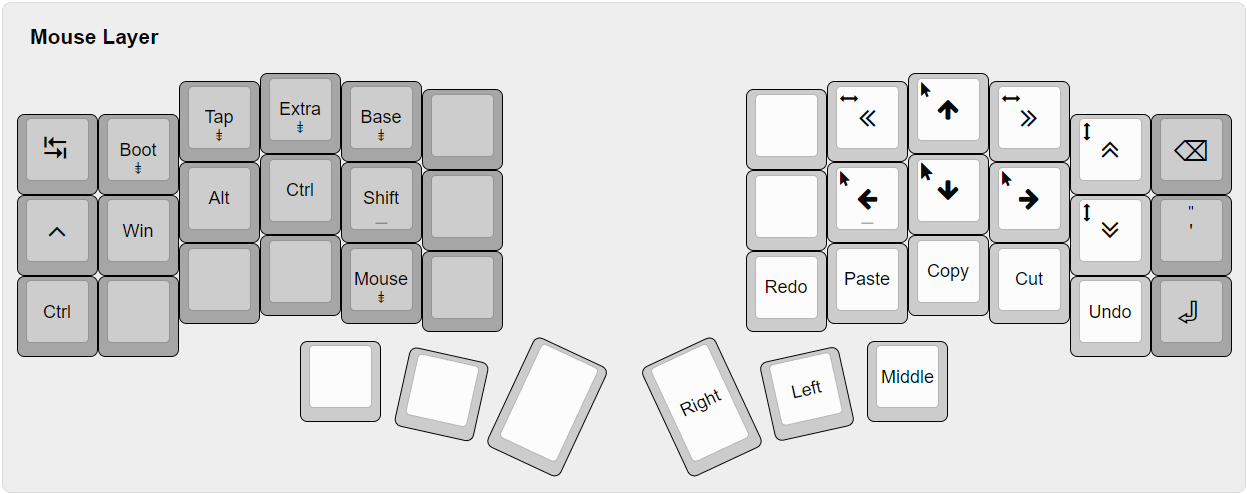 Mouse Layer
Tap
Extra
Base
Boot
Alt
Ctrl
Shift
Win
Mouse
Ctrl
«
»
"
'
Redo
Paste
Copy
Cut
Undo
Right
Left
Middle